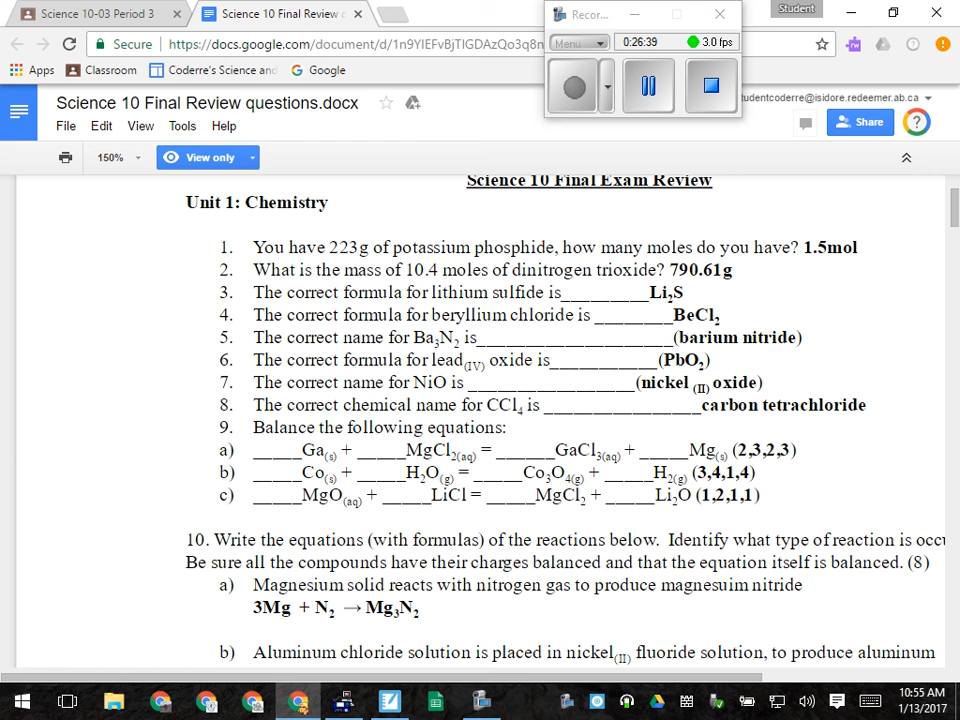 Science 10-03 Period 3
Science 10 Final Review
Recor...
Student
Menu
0:26:39
3.0 fps
Secure
https://docs.google.com/document/d/1n9YIEFvBjTIGDAzQo3q8n
Apps
Classroom
Coderre's Science and
Google
Science 10 Final Review questions.docx
tudentcoderre@isidore.redeemer.ab.ca
File Edit View Tools Help
Share
150%
View only
Science 10 Final Exam Review
Unit 1: Chemistry
1. You have 223g of potassium phosphide, how many moles do you have? 1.5mol
2. What is the mass of 10.4 moles of dinitrogen trioxide? 790.61g
3. The correct formula for lithium sulfide is_________Li₂S
4. The correct formula for beryllium chloride is ________BeCl₂
5. The correct name for Ba₃N₂ is____________________(barium nitride)
6. The correct formula for lead(IV) oxide is___________(PbO₂)
7. The correct name for NiO is _________________(nickel (II) oxide)
8. The correct chemical name for CCl₄ is ________________carbon tetrachloride
9. Balance the following equations:
a) _____Ga(s) + _____MgCl₂(aq) = ______GaCl₃(aq) + _____Mg(s) (2,3,2,3)
b) _____Co(s) + _____H₂O(g) = _____Co₃O₄(g) + _____H₂(g) (3,4,1,4)
c) _____MgO(aq) + _____LiCl = _____MgCl₂ + _____Li₂O (1,2,1,1)
10. Write the equations (with formulas) of the reactions below. Identify what type of reaction is occu
Be sure all the compounds have their charges balanced and that the equation itself is balanced. (8)
a) Magnesium solid reacts with nitrogen gas to produce magnesuim nitride
3Mg + N₂ → Mg₃N₂
b) Aluminum chloride solution is placed in nickel(II) fluoride solution, to produce aluminum
10:55 AM
1/13/2017